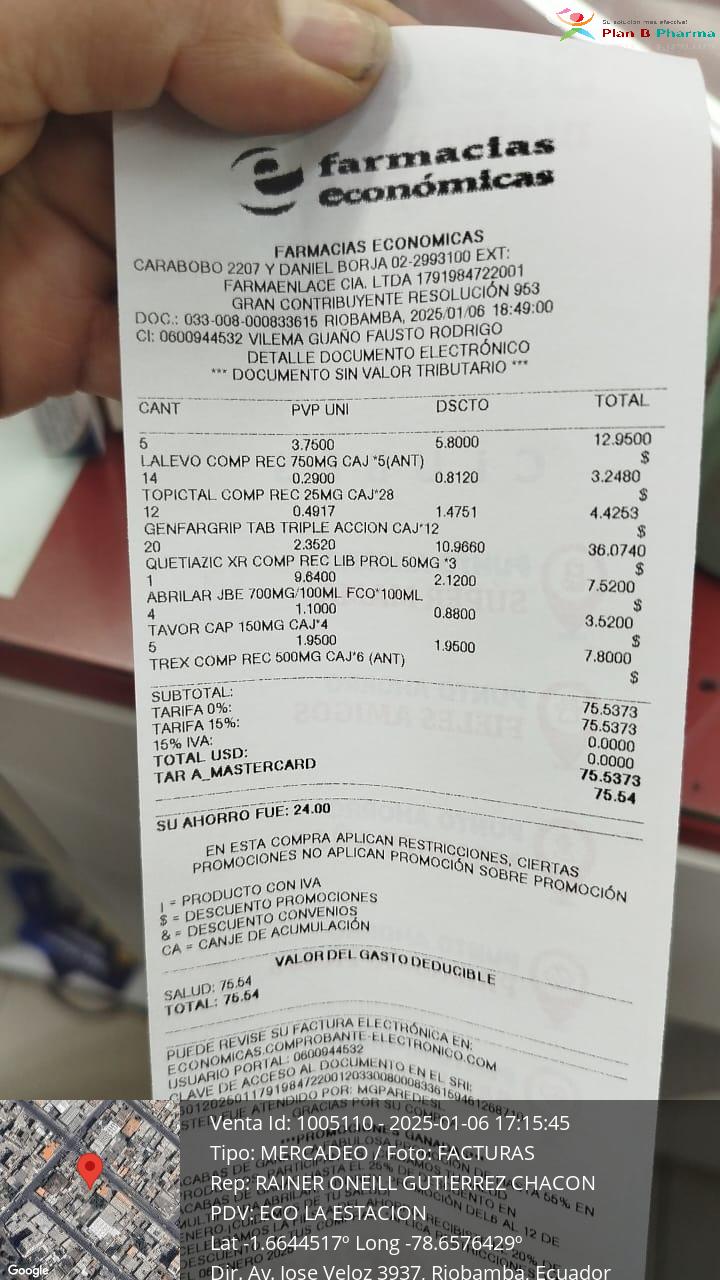 Su solución más efectiva!
Plan B Pharma
farmacias
económicas
FARMACIAS ECONOMICAS
CARABOBO 2207 Y DANIEL BORJA 02-2993100 EXT:
FARMAENLACE CIA. LTDA 1791984722001
GRAN CONTRIBUYENTE RESOLUCIÓN 953
DOC.: 033-008-000833615 RIOBAMBA, 2025/01/06 18:49:00
CI: 0600944532 VILEMA GUAÑO FAUSTO RODRIGO
DETALLE DOCUMENTO ELECTRÓNICO
*** DOCUMENTO SIN VALOR TRIBUTARIO ***
CANT PVP UNI DSCTO TOTAL
5 3.7500 5.8000 12.9500
LALEVO COMP REC 750MG CAJ *5(ANT) $
14 0.2900 0.8120 3.2480
TOPICTAL COMP REC 25MG CAJ*28 $
12 0.4917 1.4751 4.4253
GENFARGRIP TAB TRIPLE ACCION CAJ*12 $
20 2.3520 10.9660 36.0740
QUETIAZIC XR COMP REC LIB PROL 50MG *3 $
1 9.6400 2.1200 7.5200
ABRILAR JBE 700MG/100ML FCO*100ML $
4 1.1000 0.8800 3.5200
TAVOR CAP 150MG CAJ*4 $
5 1.9500 1.9500 7.8000
TREX COMP REC 500MG CAJ*6 (ANT) $
SUBTOTAL: 75.5373
TARIFA 0%: 75.5373
TARIFA 15%: 0.0000
15% IVA: 0.0000
TOTAL USD: 75.5373
TAR A_MASTERCARD 75.54
SU AHORRO FUE: 24.00
EN ESTA COMPRA APLICAN RESTRICCIONES, CIERTAS
PROMOCIONES NO APLICAN PROMOCIÓN SOBRE PROMOCIÓN
I = PRODUCTO CON IVA
$ = DESCUENTO PROMOCIONES
& = DESCUENTO CONVENIOS
CA = CANJE DE ACUMULACIÓN
VALOR DEL GASTO DEDUCIBLE
SALUD: 75.54
TOTAL: 75.54
PUEDE REVISE SU FACTURA ELECTRÓNICA EN:
ECONOMICAS.COMPROBANTE-ELECTRONICO.COM
USUARIO PORTAL: 0600944532
CLAVE DE ACCESO AL DOCUMENTO EN EL SRI:
FUE ATENDIDO POR: MGPAREDESL
GRACIAS POR SU
Venta Id: 1005110 - 2025-01-06 17:15:45
Tipo: MERCADEO / Foto: FACTURAS
Rep: RAINER ONEILL GUTIERREZ CHACON
PDV: ECO LA ESTACION
Lat -1.6644517º Long -78.6576429º
Dir. Av. Jose Veloz 3937, Riobamba, Ecuador
Google